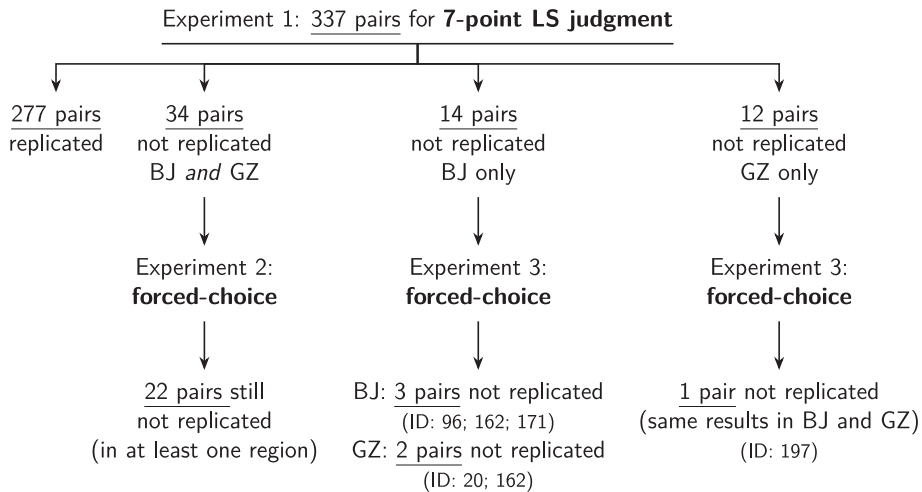 Experiment 1: 337 pairs for 7-point LS judgment
277 pairs
replicated
34 pairs
not replicated
BJ and GZ
14 pairs
not replicated
BJ only
12 pairs
not replicated
GZ only
Experiment 2:
forced-choice
Experiment 3:
forced-choice
Experiment 3:
forced-choice
22 pairs still
not replicated
(in at least one region)
BJ: 3 pairs not replicated
(ID: 96; 162; 171)
GZ: 2 pairs not replicated
(ID: 20; 162)
1 pair not replicated
(same results in BJ and GZ)
(ID: 197)